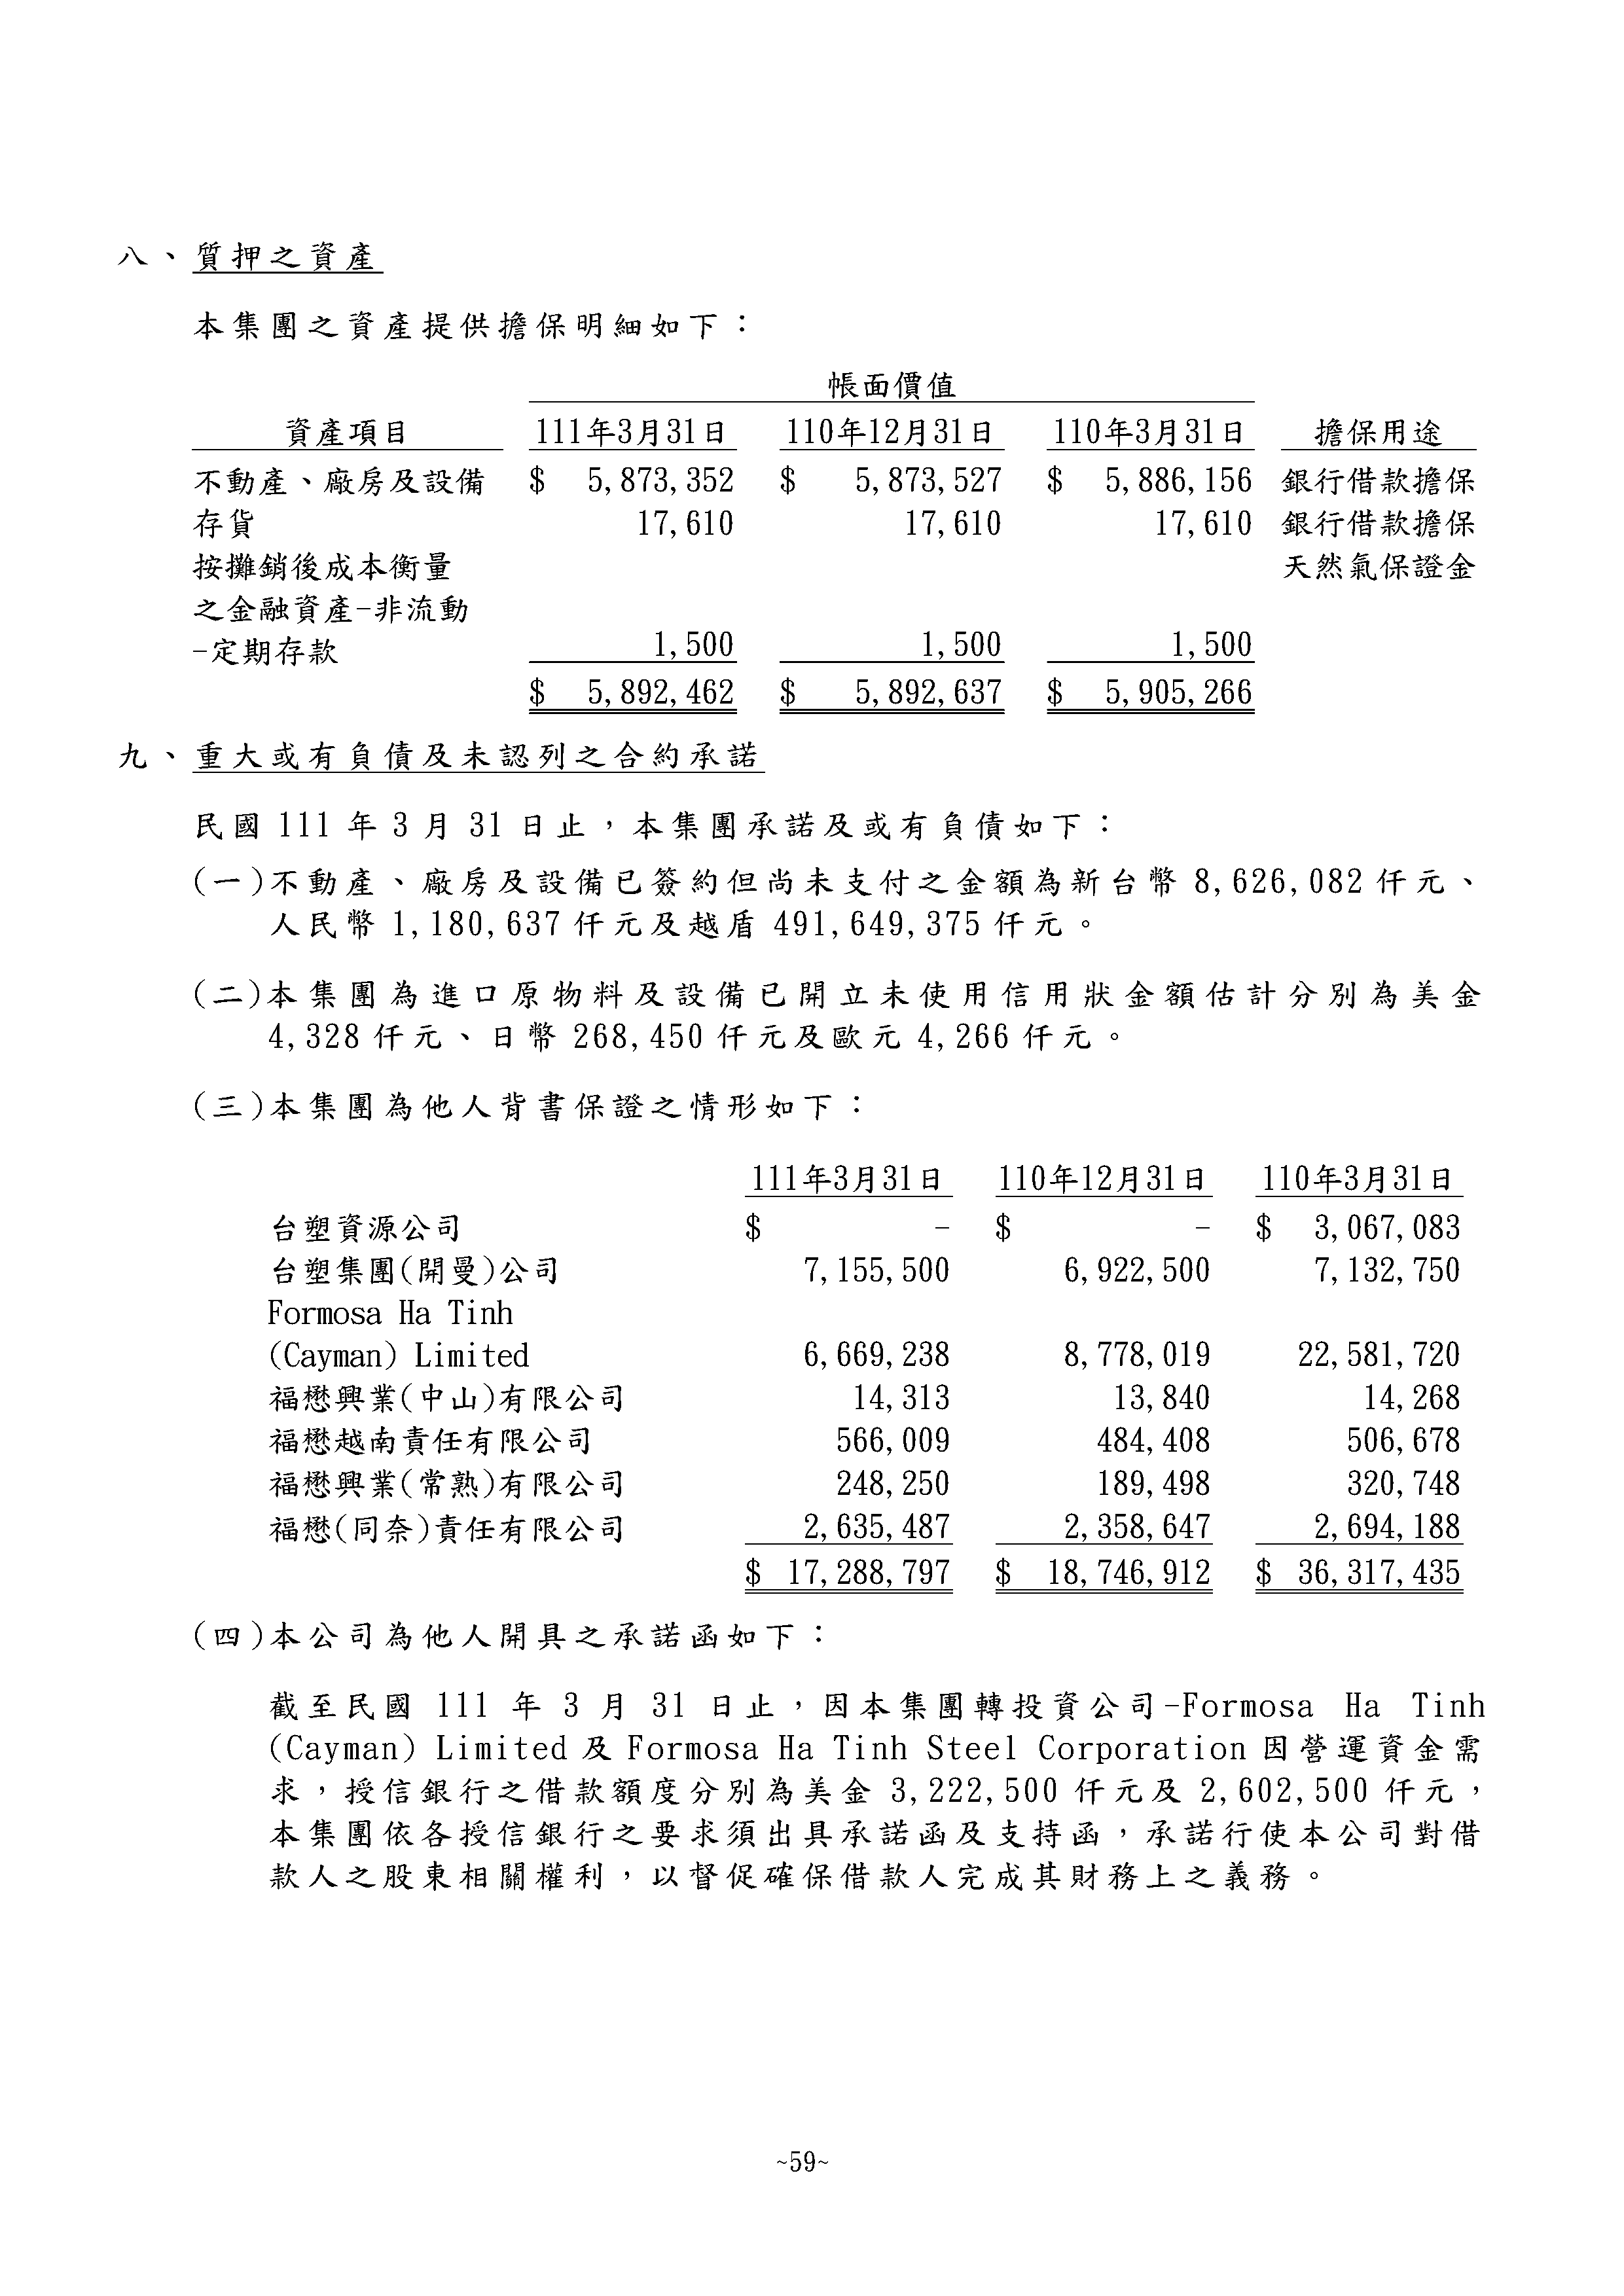 八、質押之資產
本集團之資產提供擔保明細如下：
帳面價值
資產項目 111年3月31日 110年12月31日 110年3月31日 擔保用途
不動產、廠房及設備 $ 5,873,352 $ 5,873,527 $ 5,886,156 銀行借款擔保
存貨 17,610 17,610 17,610 銀行借款擔保
按攤銷後成本衡量 天然氣保證金
之金融資產-非流動
-定期存款 1,500 1,500 1,500
$ 5,892,462 $ 5,892,637 $ 5,905,266
九、重大或有負債及未認列之合約承諾
民國 111 年 3 月 31 日止，本集團承諾及或有負債如下：
(一)不動產、廠房及設備已簽約但尚未支付之金額為新台幣 8,626,082 仟元、
人民幣 1,180,637 仟元及越盾 491,649,375 仟元。
(二)本集團為進口原物料及設備已開立未使用信用狀金額估計分別為美金
4,328 仟元、日幣 268,450 仟元及歐元 4,266 仟元。
(三)本集團為他人背書保證之情形如下：
111年3月31日 110年12月31日 110年3月31日
台塑資源公司 $ - $ - $ 3,067,083
台塑集團(開曼)公司 7,155,500 6,922,500 7,132,750
Formosa Ha Tinh
(Cayman) Limited 6,669,238 8,778,019 22,581,720
福懋興業(中山)有限公司 14,313 13,840 14,268
福懋越南責任有限公司 566,009 484,408 506,678
福懋興業(常熟)有限公司 248,250 189,498 320,748
福懋(同奈)責任有限公司 2,635,487 2,358,647 2,694,188
$ 17,288,797 $ 18,746,912 $ 36,317,435
(四)本公司為他人開具之承諾函如下：
截至民國 111 年 3 月 31 日止，因本集團轉投資公司-Formosa Ha Tinh
(Cayman) Limited 及 Formosa Ha Tinh Steel Corporation 因營運資金需
求，授信銀行之借款額度分別為美金 3,222,500 仟元及 2,602,500 仟元，
本集團依各授信銀行之要求須出具承諾函及支持函，承諾行使本公司對借
款人之股東相關權利，以督促確保借款人完成其財務上之義務。
~59~